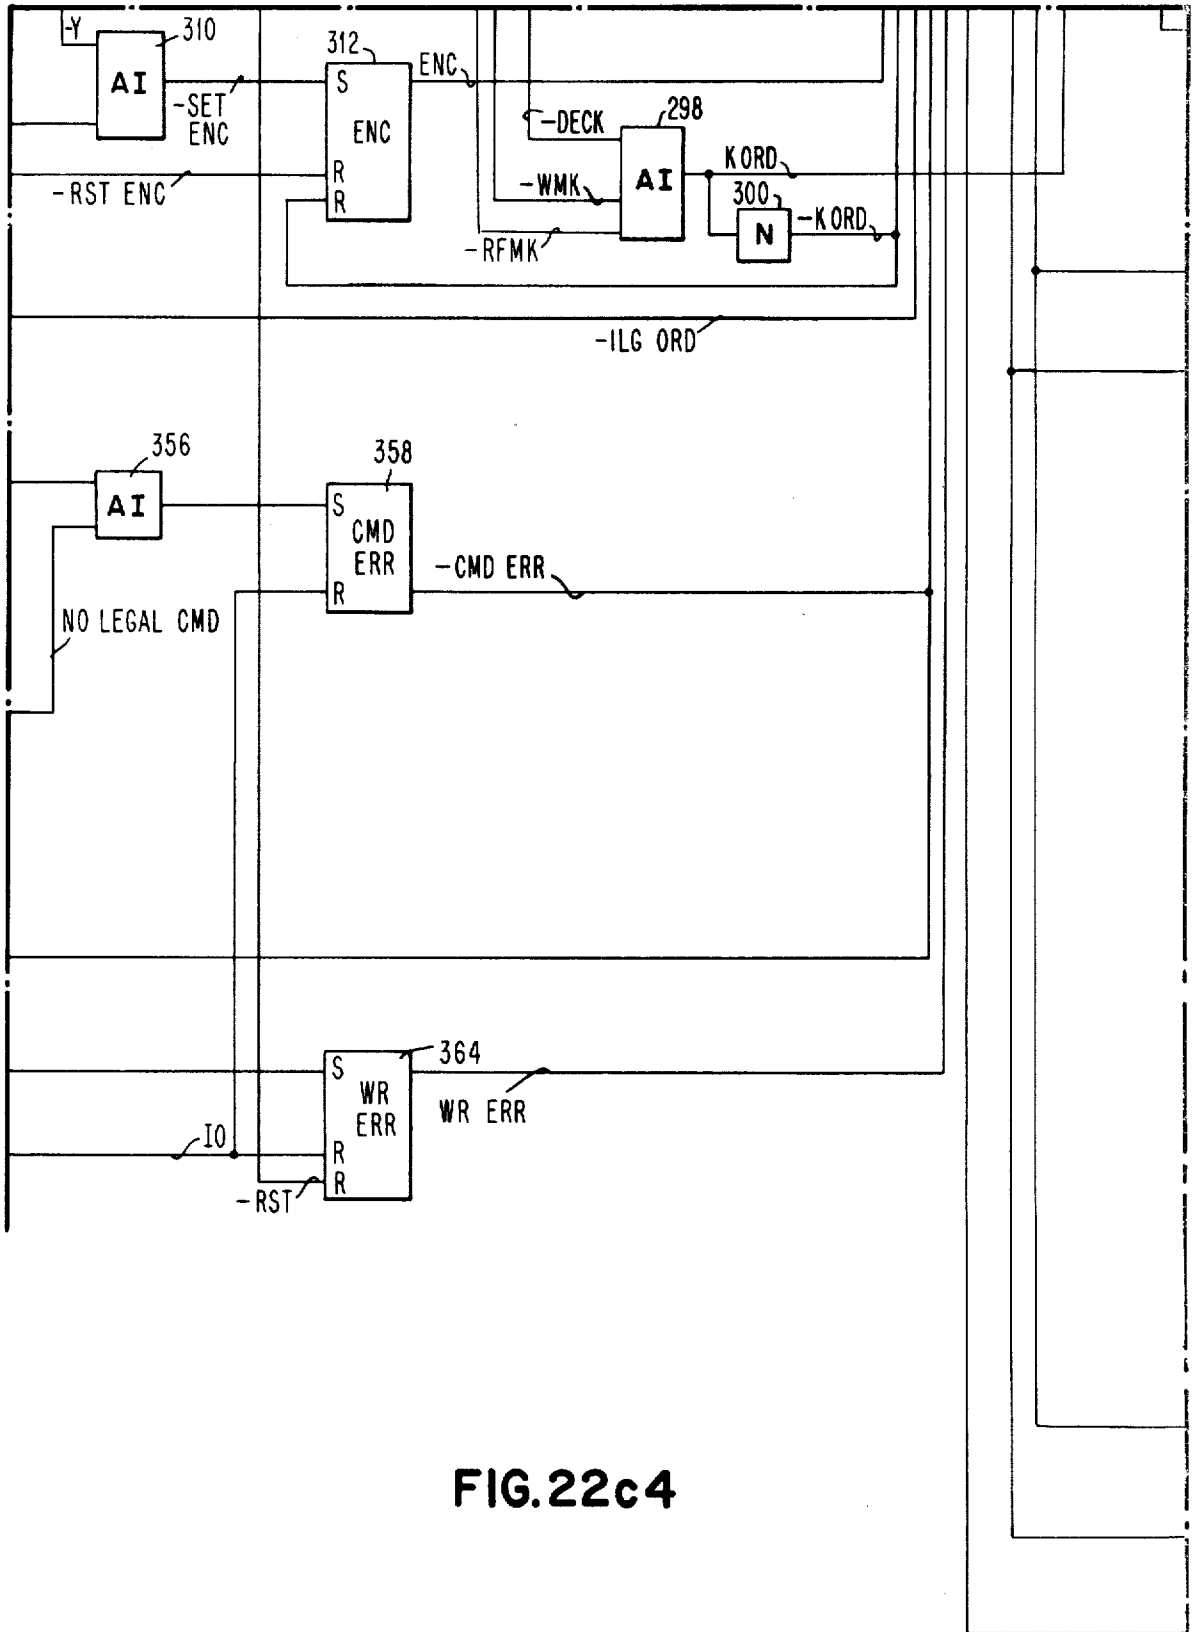 -Y
310
AI
-SET
ENC
312
S
ENC
R
R
ENC
-RST ENC
-DECK
298
AI
-WMK
-RFMK
KORD
300
N
-KORD
-ILG ORD
356
AI
358
S
CMD
ERR
R
-CMD ERR
NO LEGAL CMD
364
S
WR
ERR
R
R
WR ERR
IO
-RST
FIG.22c4